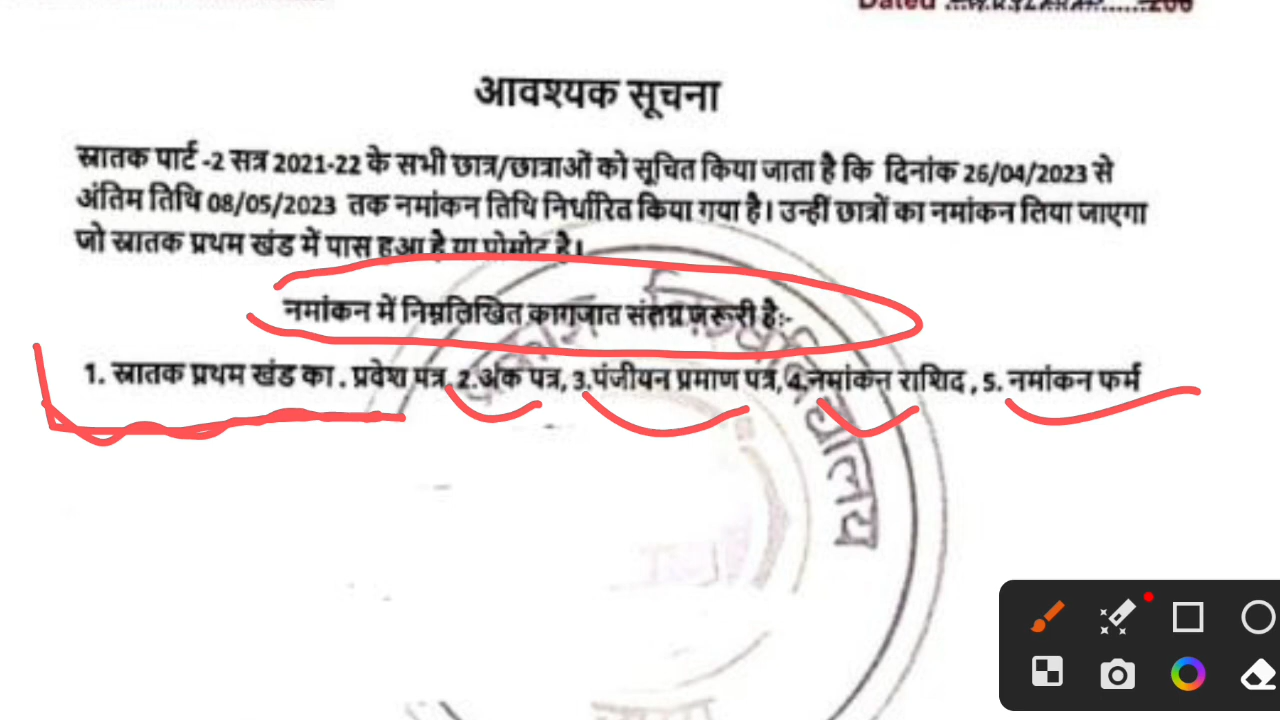 Dated
आवश्यक सूचना
स्नातक पार्ट -2 सत्र 2021-22 के सभी छात्र/छात्राओं को सूचित किया जाता है कि दिनांक 26/04/2023 से
अंतिम तिथि 08/05/2023 तक नमांकन तिथि निर्धारित किया गया है। उन्हीं छात्रों का नमांकन लिया जाएगा
जो स्नातक प्रथम खंड में पास हुआ है या प्रोमोट है।
नमांकन में निम्नलिखित कागजात संलग्न जरूरी है:-
1. स्नातक प्रथम खंड का . प्रवेश पत्र, 2.अंक पत्र, 3.पंजीयन प्रमाण पत्र, 4.नमांकन राशिद , 5. नमांकन फर्म